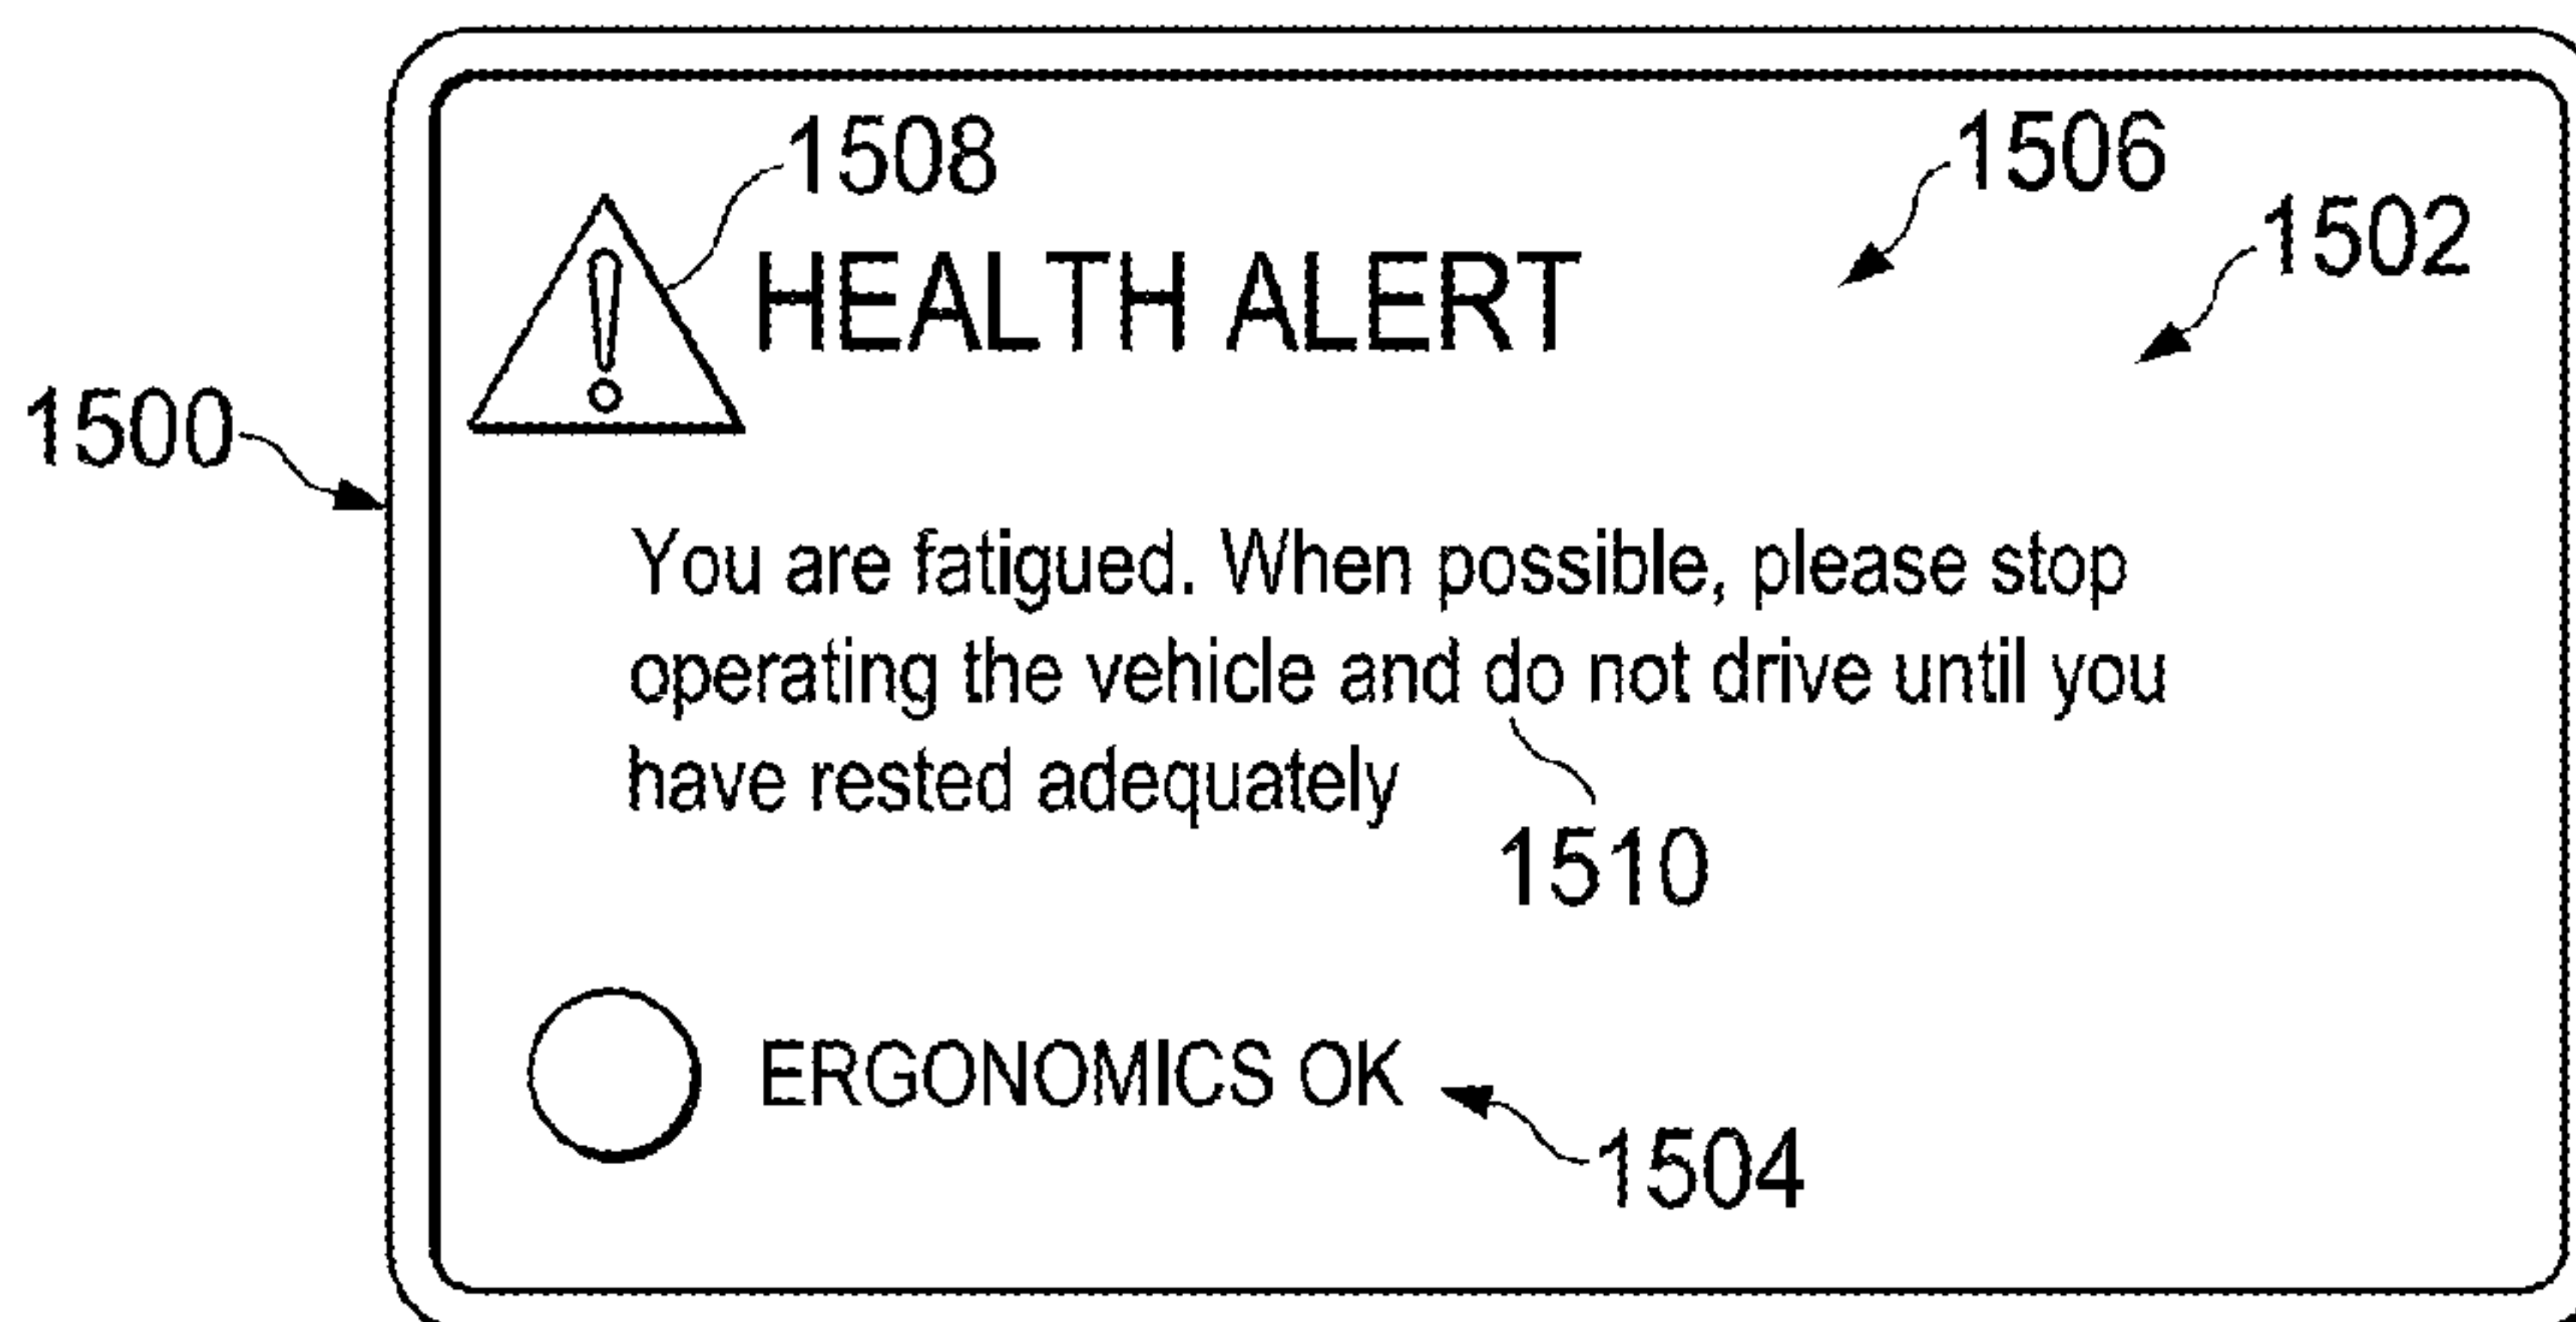 1508
1506
1502
HEALTH ALERT
1500
You are fatigued. When possible, please stop
operating the vehicle and do not drive until you
have rested adequately
1510
ERGONOMICS OK
1504